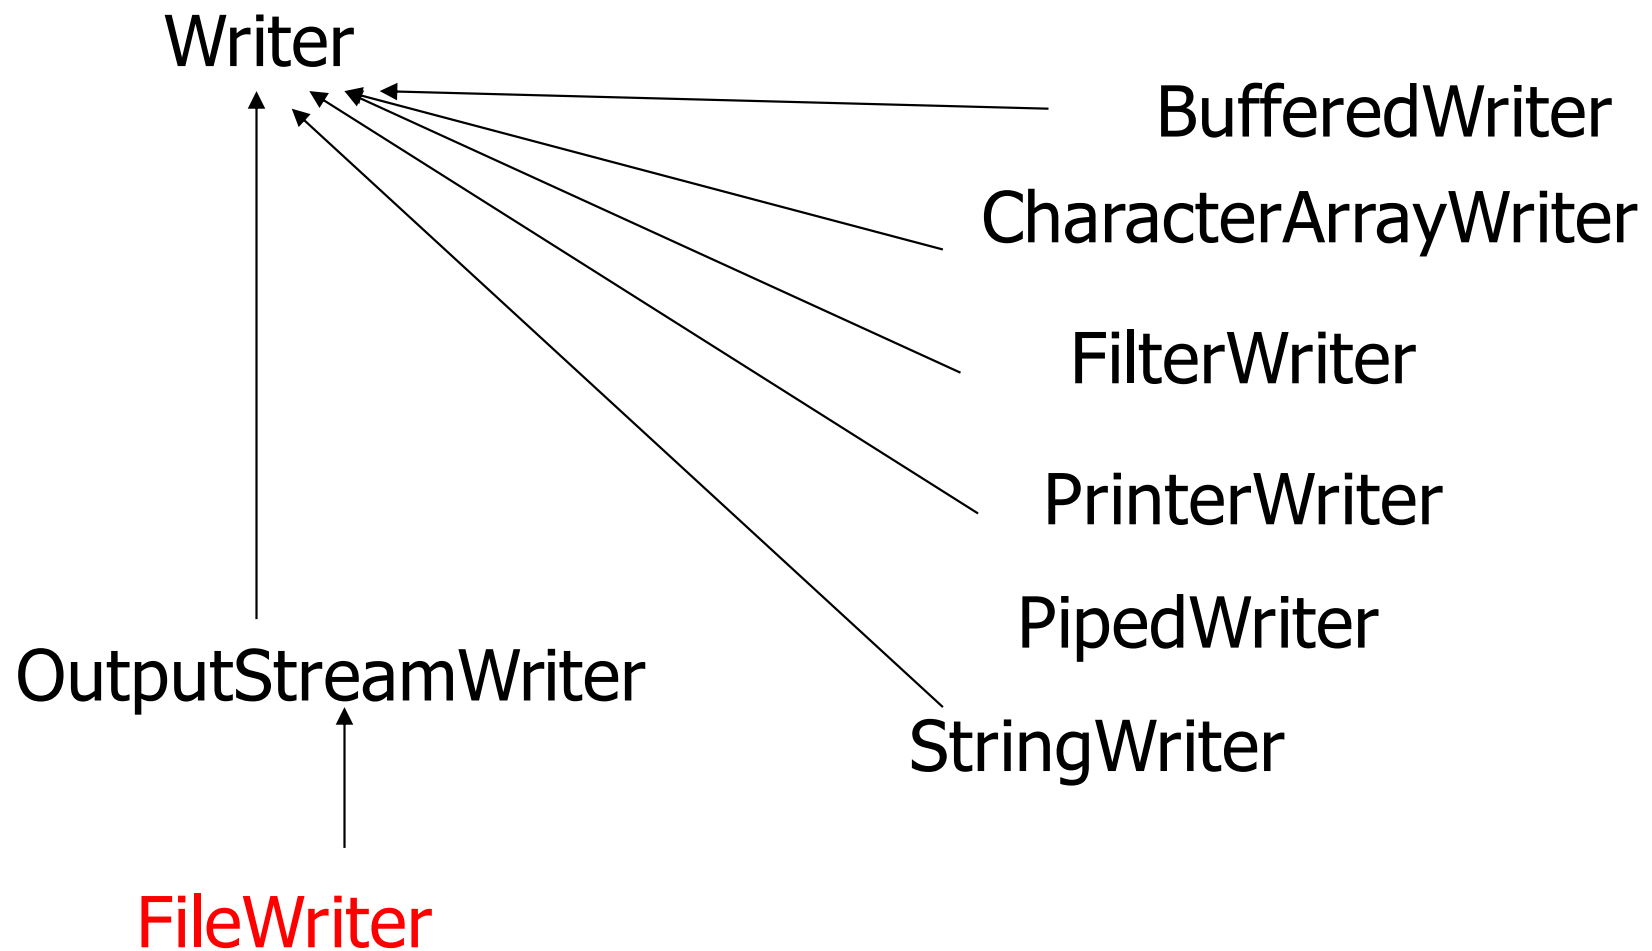 Writer
BufferedWriter
CharacterArrayWriter
FilterWriter
PrinterWriter
PipedWriter
OutputStreamWriter
StringWriter
FileWriter